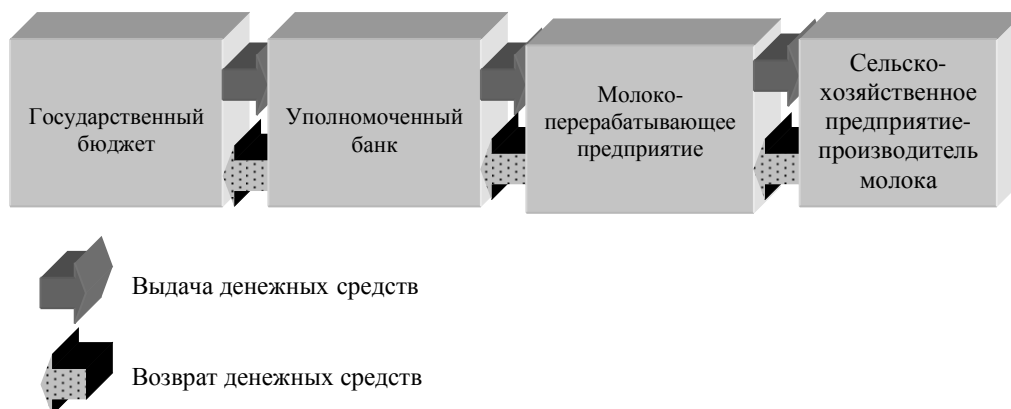 Государственный
бюджет
Уполномоченный
банк
Молоко-
перерабатывающее
предприятие
Сельско-
хозяйственное
предприятие-
производитель
молока
Выдача денежных средств
Возврат денежных средств